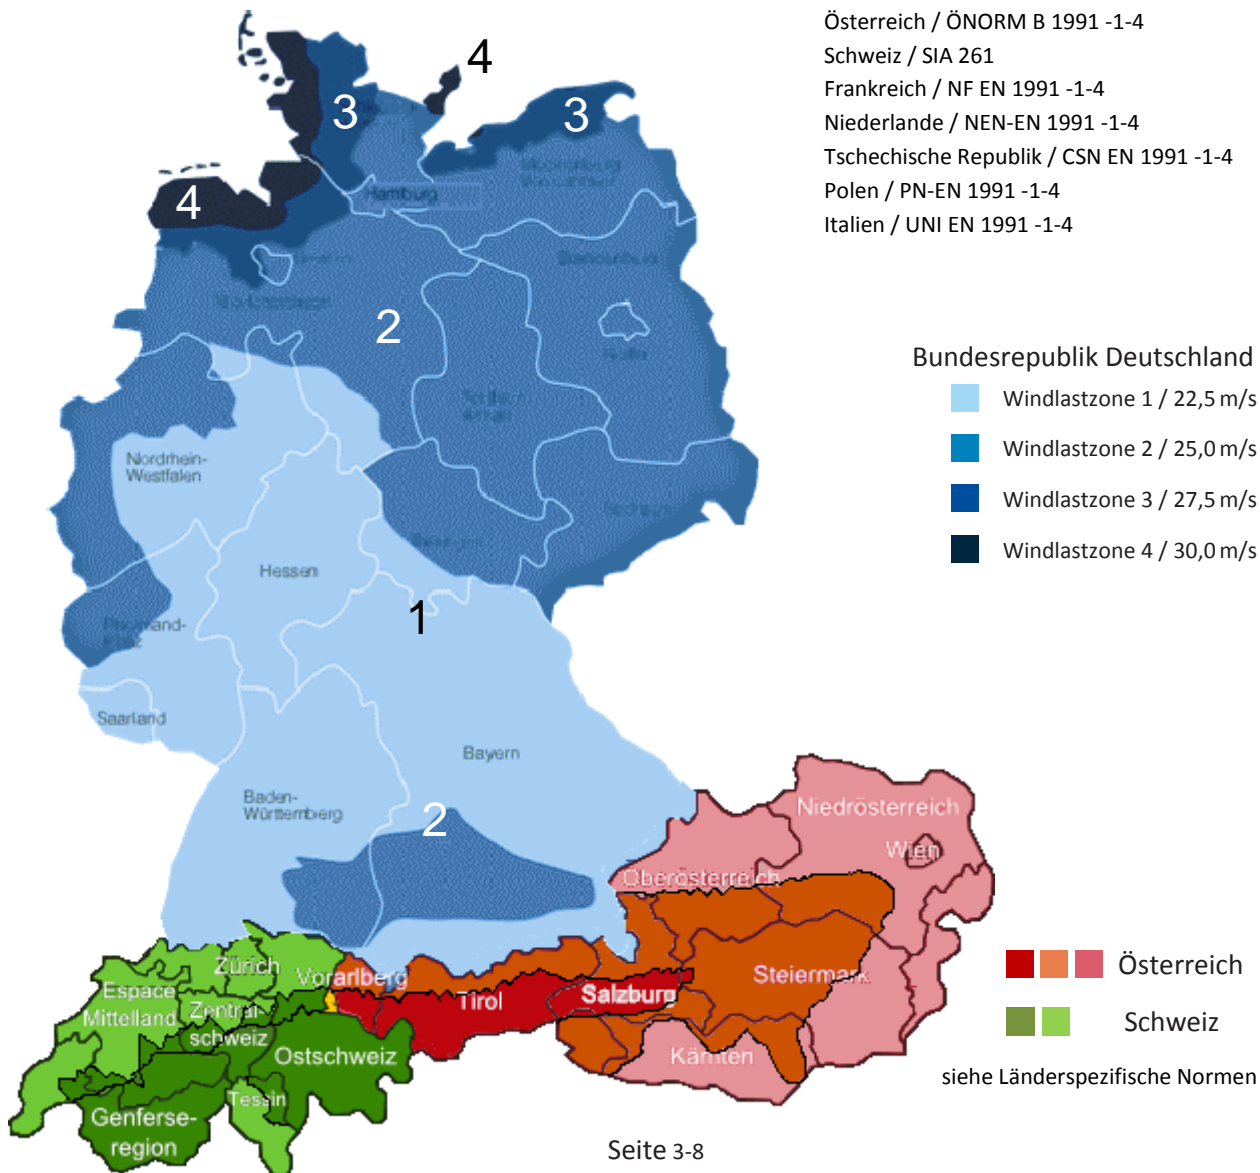 Österreich / ÖNORM B 1991 -1-4
Schweiz / SIA 261
Frankreich / NF EN 1991 -1-4
Niederlande / NEN-EN 1991 -1-4
Tschechische Republik / CSN EN 1991 -1-4
Polen / PN-EN 1991 -1-4
Italien / UNI EN 1991 -1-4
4
3
3
4
Hamburg
2
Bundesrepublik Deutschland
Windlastzone 1 / 22,5 m/s
Windlastzone 2 / 25,0 m/s
Windlastzone 3 / 27,5 m/s
Windlastzone 4 / 30,0 m/s
Nordrhein-
Westfalen
Hessen
1
Saarland
Bayern
Baden-
Württemberg
2
Niedrösterreich
Wien
Oberösterreich
Zürich
Vorarlberg
Espace
Mittelland
Zentral-
schweiz
Tirol
Salzburg
Steiermark
Ostschweiz
Kärnten
Tessin
Genferse-
region
Österreich
Schweiz
siehe Länderspezifische Normen
Seite 3-8